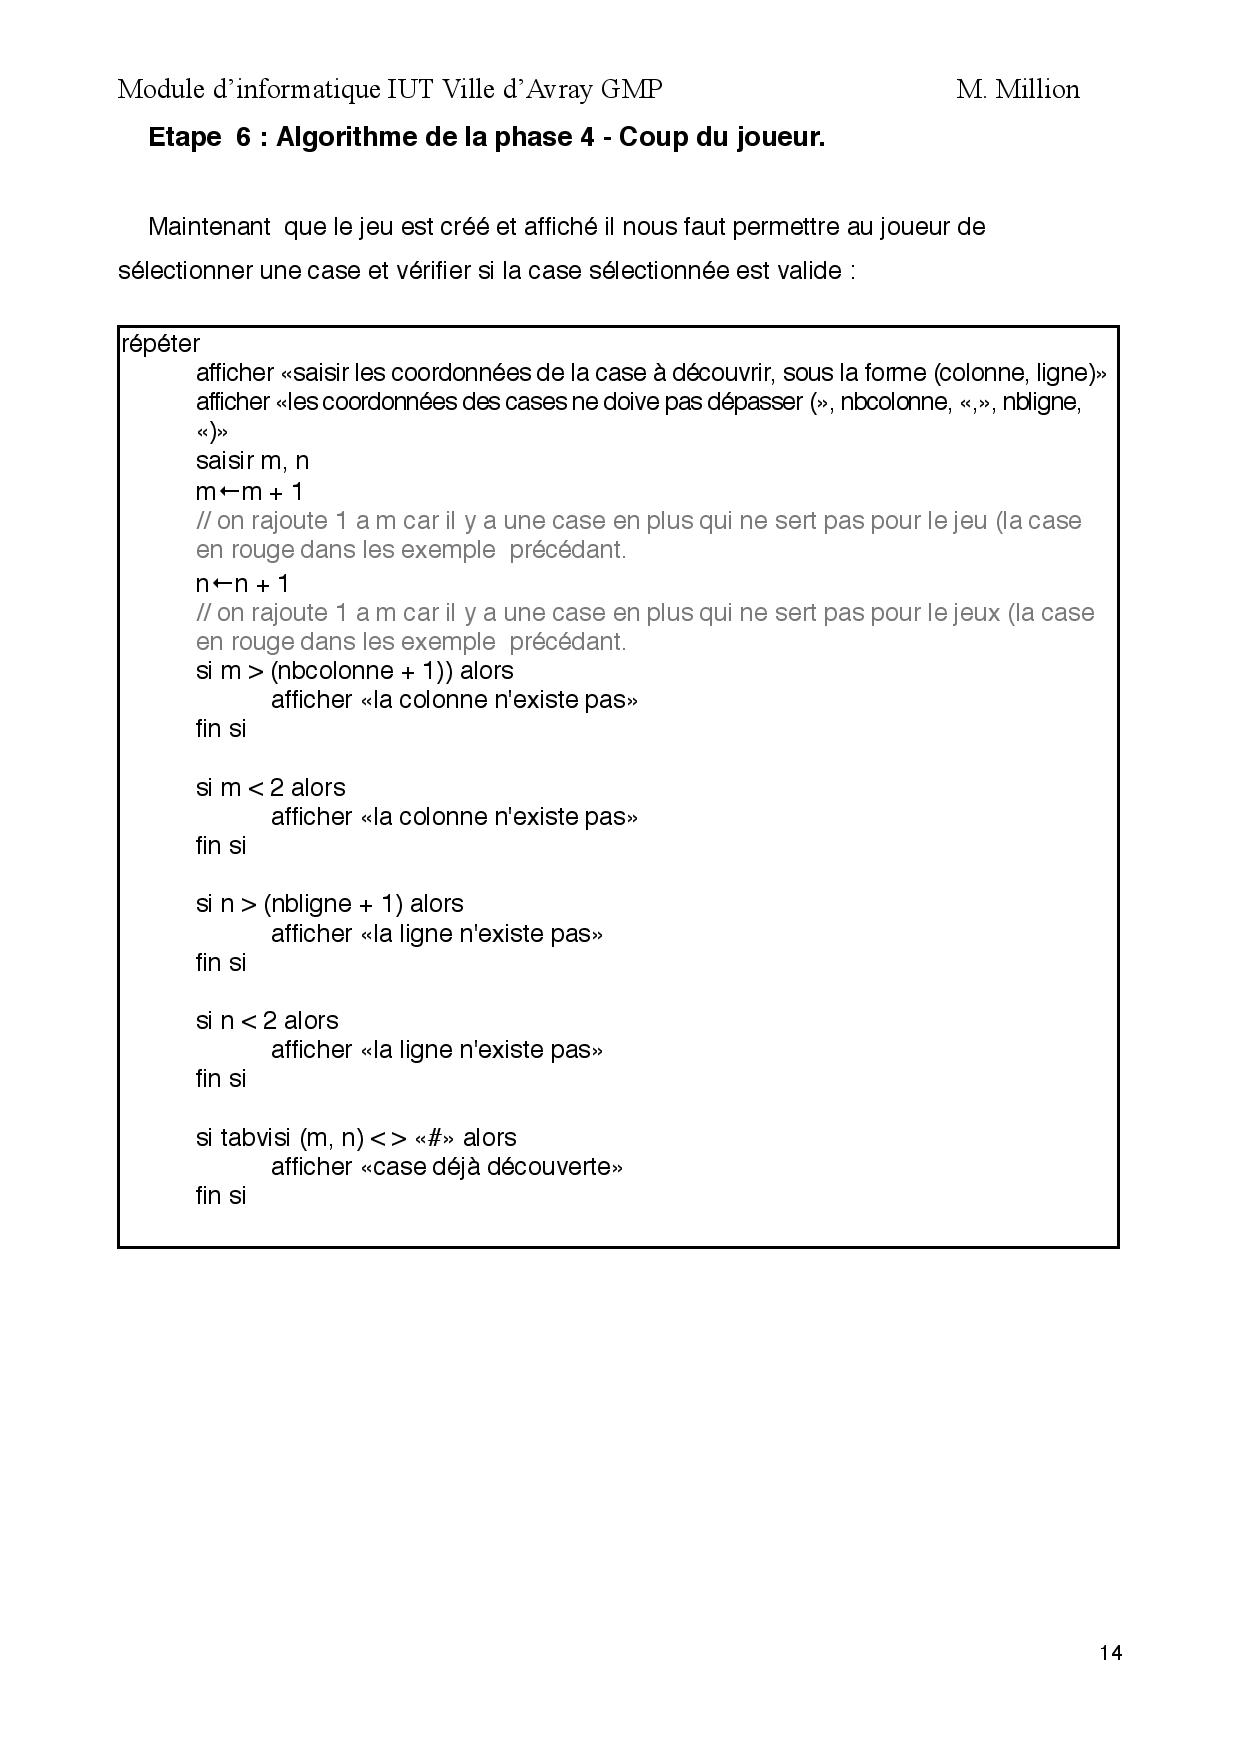 Module d’informatique IUT Ville d’Avray GMP M. Million
Etape 6 : Algorithme de la phase 4 - Coup du joueur.
Maintenant que le jeu est créé et affiché il nous faut permettre au joueur de
sélectionner une case et vérifier si la case sélectionnée est valide :
répéter
afficher «saisir les coordonnées de la case à découvrir, sous la forme (colonne, ligne)»
afficher «les coordonnées des cases ne doive pas dépasser (», nbcolonne, «,», nbligne,
«)»
saisir m, n
m←m + 1
// on rajoute 1 a m car il y a une case en plus qui ne sert pas pour le jeu (la case
en rouge dans les exemple précédant.
n←n + 1
// on rajoute 1 a m car il y a une case en plus qui ne sert pas pour le jeux (la case
en rouge dans les exemple précédant.
si m > (nbcolonne + 1)) alors
afficher «la colonne n'existe pas»
fin si
si m < 2 alors
afficher «la colonne n'existe pas»
fin si
si n > (nbligne + 1) alors
afficher «la ligne n'existe pas»
fin si
si n < 2 alors
afficher «la ligne n'existe pas»
fin si
si tabvisi (m, n) < > «#» alors
afficher «case déjà découverte»
fin si
14